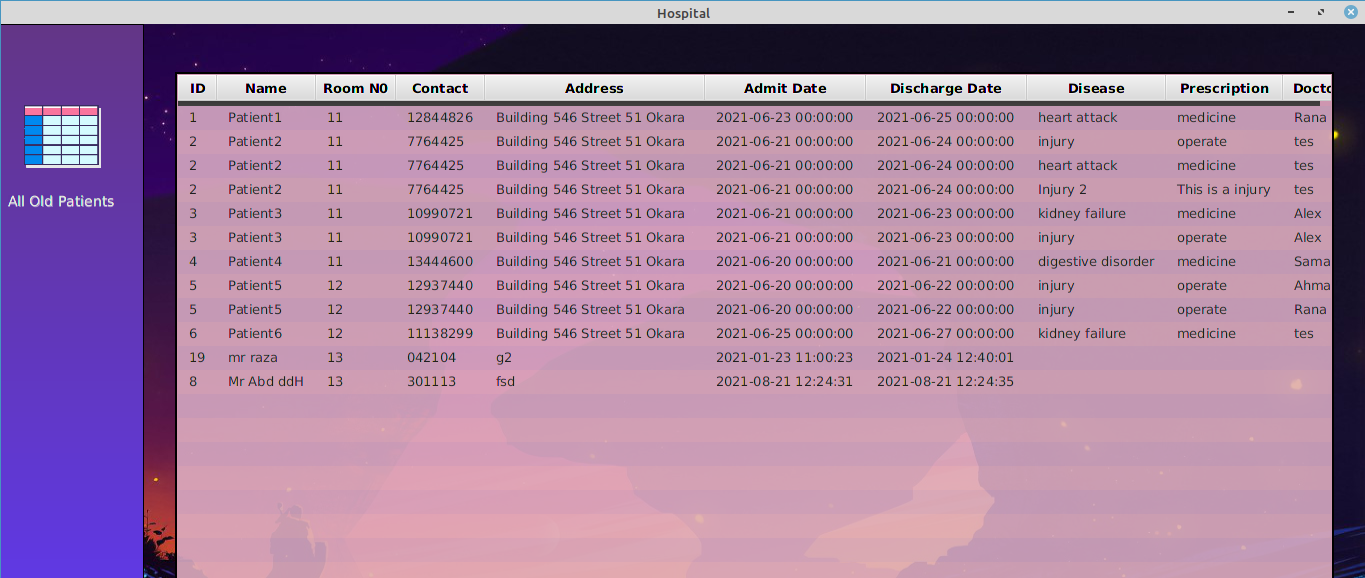 Hospital
ID Name Room N0 Contact Address Admit Date Discharge Date Disease Prescription Docto
1 Patient1 11 12844826 Building 546 Street 51 Okara 2021-06-23 00:00:00 2021-06-25 00:00:00 heart attack medicine Rana
2 Patient2 11 7764425 Building 546 Street 51 Okara 2021-06-21 00:00:00 2021-06-24 00:00:00 injury operate tes
2 Patient2 11 7764425 Building 546 Street 51 Okara 2021-06-21 00:00:00 2021-06-24 00:00:00 heart attack medicine tes
2 Patient2 11 7764425 Building 546 Street 51 Okara 2021-06-21 00:00:00 2021-06-24 00:00:00 Injury 2 This is a injury tes
3 Patient3 11 10990721 Building 546 Street 51 Okara 2021-06-21 00:00:00 2021-06-23 00:00:00 kidney failure medicine Alex
3 Patient3 11 10990721 Building 546 Street 51 Okara 2021-06-21 00:00:00 2021-06-23 00:00:00 injury operate Alex
4 Patient4 11 13444600 Building 546 Street 51 Okara 2021-06-20 00:00:00 2021-06-21 00:00:00 digestive disorder medicine Sama
5 Patient5 12 12937440 Building 546 Street 51 Okara 2021-06-20 00:00:00 2021-06-22 00:00:00 injury operate Ahma
5 Patient5 12 12937440 Building 546 Street 51 Okara 2021-06-20 00:00:00 2021-06-22 00:00:00 injury operate Rana
6 Patient6 12 11138299 Building 546 Street 51 Okara 2021-06-25 00:00:00 2021-06-27 00:00:00 kidney failure medicine tes
19 mr raza 13 042104 g2 2021-01-23 11:00:23 2021-01-24 12:40:01
8 Mr Abd ddH 13 301113 fsd 2021-08-21 12:24:31 2021-08-21 12:24:35
All Old Patients